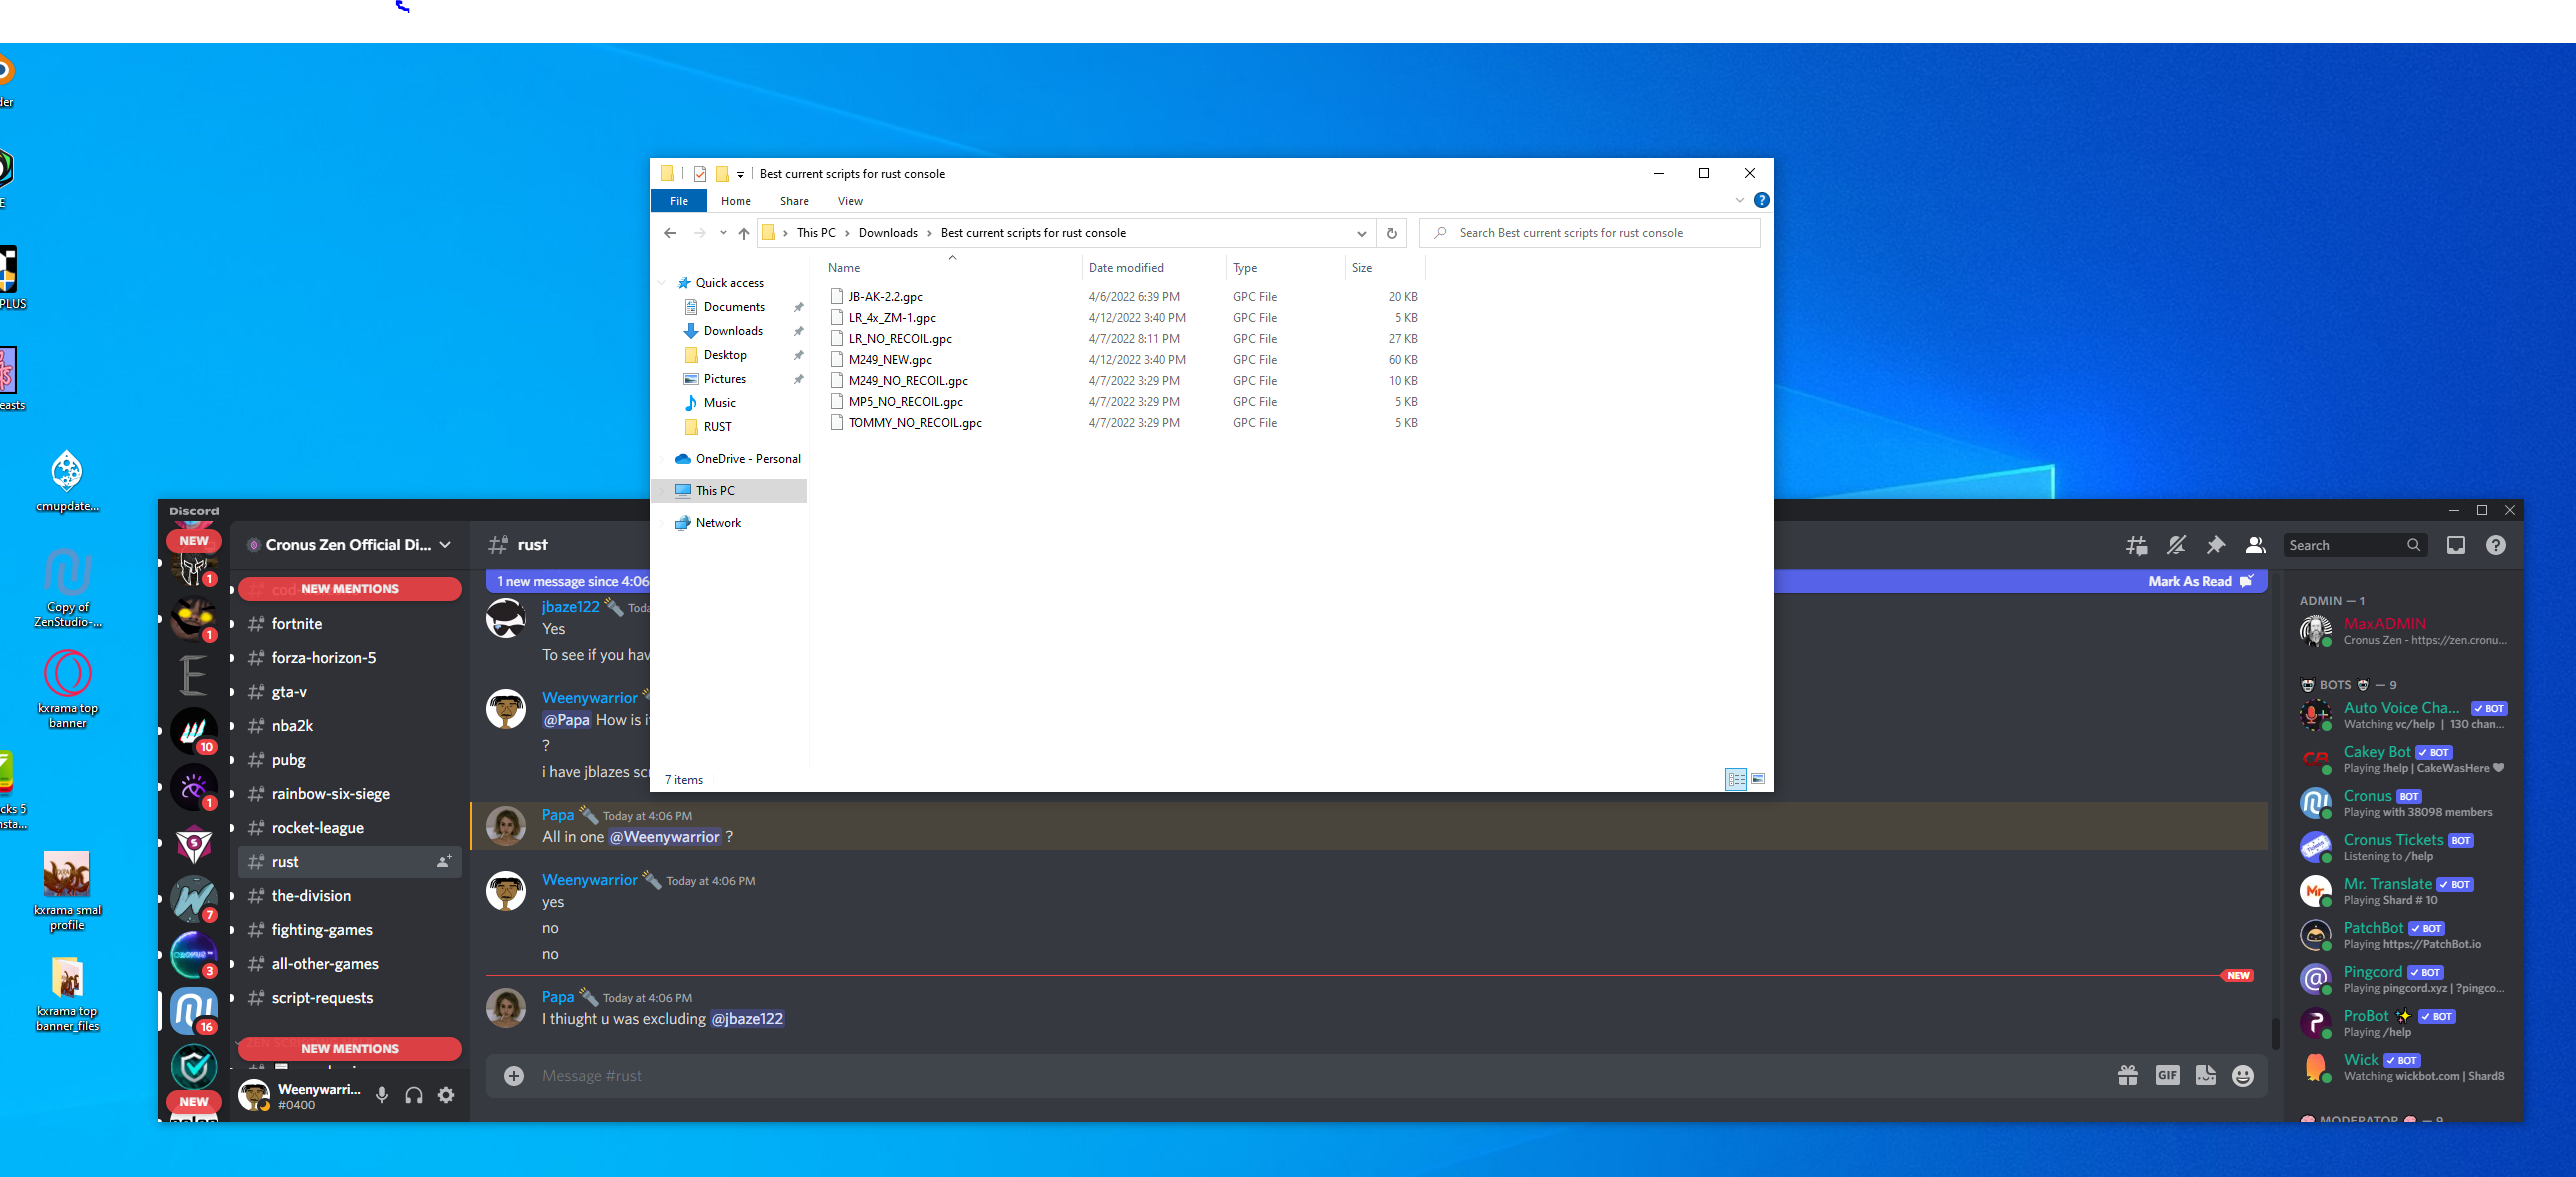 der
E
PLUS
easts
cmupdate...
Copy of
ZenStudio-...
kxrama top
banner
cks 5
nsta...
kxrama smal
profile
kxrama top
banner_files
Best current scripts for rust console
File Home Share View
This PC > Downloads > Best current scripts for rust console
Search Best current scripts for rust console
Quick access
Documents
Downloads
Desktop
Pictures
Music
RUST
OneDrive - Personal
This PC
Network
Name Date modified Type Size
JB-AK-2.2.gpc 4/6/2022 6:39 PM GPC File 20 KB
LR_4x_ZM-1.gpc 4/12/2022 3:40 PM GPC File 5 KB
LR_NO_RECOIL.gpc 4/7/2022 8:11 PM GPC File 27 KB
M249_NEW.gpc 4/12/2022 3:40 PM GPC File 60 KB
M249_NO_RECOIL.gpc 4/7/2022 3:29 PM GPC File 10 KB
MP5_NO_RECOIL.gpc 4/7/2022 3:29 PM GPC File 5 KB
TOMMY_NO_RECOIL.gpc 4/7/2022 3:29 PM GPC File 5 KB
7 items
Discord
NEW
1
1
10
1
7
3
16
NEW
Cronus Zen Official Di...
NEW MENTIONS
fortnite
forza-horizon-5
gta-v
nba2k
pubg
rainbow-six-siege
rocket-league
rust
the-division
fighting-games
all-other-games
script-requests
NEW MENTIONS
Weenywarri...
#0400
rust
Search
1 new message since 4:06
Mark As Read
jbaze122 Toda
Yes
To see if you hav
Weenywarrior
@Papa How is i
?
i have jblazes scr
Papa Today at 4:06 PM
All in one @Weenywarrior ?
Weenywarrior Today at 4:06 PM
yes
no
no
NEW
Papa Today at 4:06 PM
I thiught u was excluding @jbaze122
Message #rust
GIF
ADMIN — 1
MaxADMIN
Cronus Zen - https://zen.cronu...
BOTS — 9
Auto Voice Cha... BOT
Watching vc/help | 130 chan...
Cakey Bot BOT
Playing !help | CakeWasHere
Cronus BOT
Playing with 38098 members
Cronus Tickets BOT
Listening to /help
Mr. Translate BOT
Playing Shard # 10
PatchBot BOT
Playing https://PatchBot.io
Pingcord BOT
Playing pingcord.xyz | ?pingco...
ProBot BOT
Playing /help
Wick BOT
Watching wickbot.com | Shard8
MODERATOR — 9